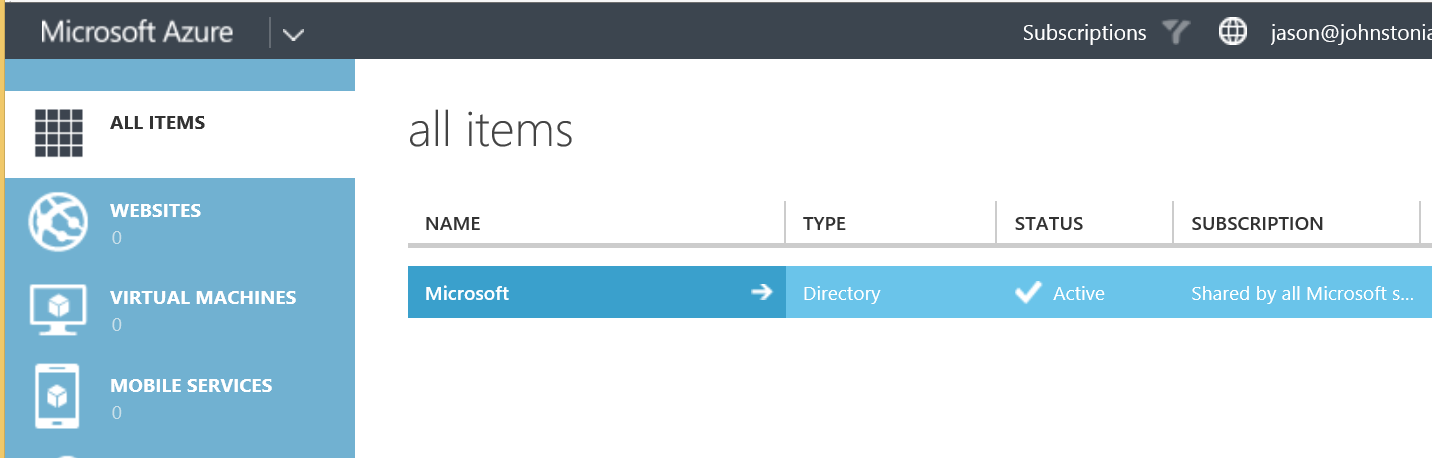 Microsoft Azure Subscriptions jason@johnstonia
ALL ITEMS
WEBSITES
0
VIRTUAL MACHINES
0
MOBILE SERVICES
0
all items
NAME TYPE STATUS SUBSCRIPTION
Microsoft Directory Active Shared by all Microsoft s...